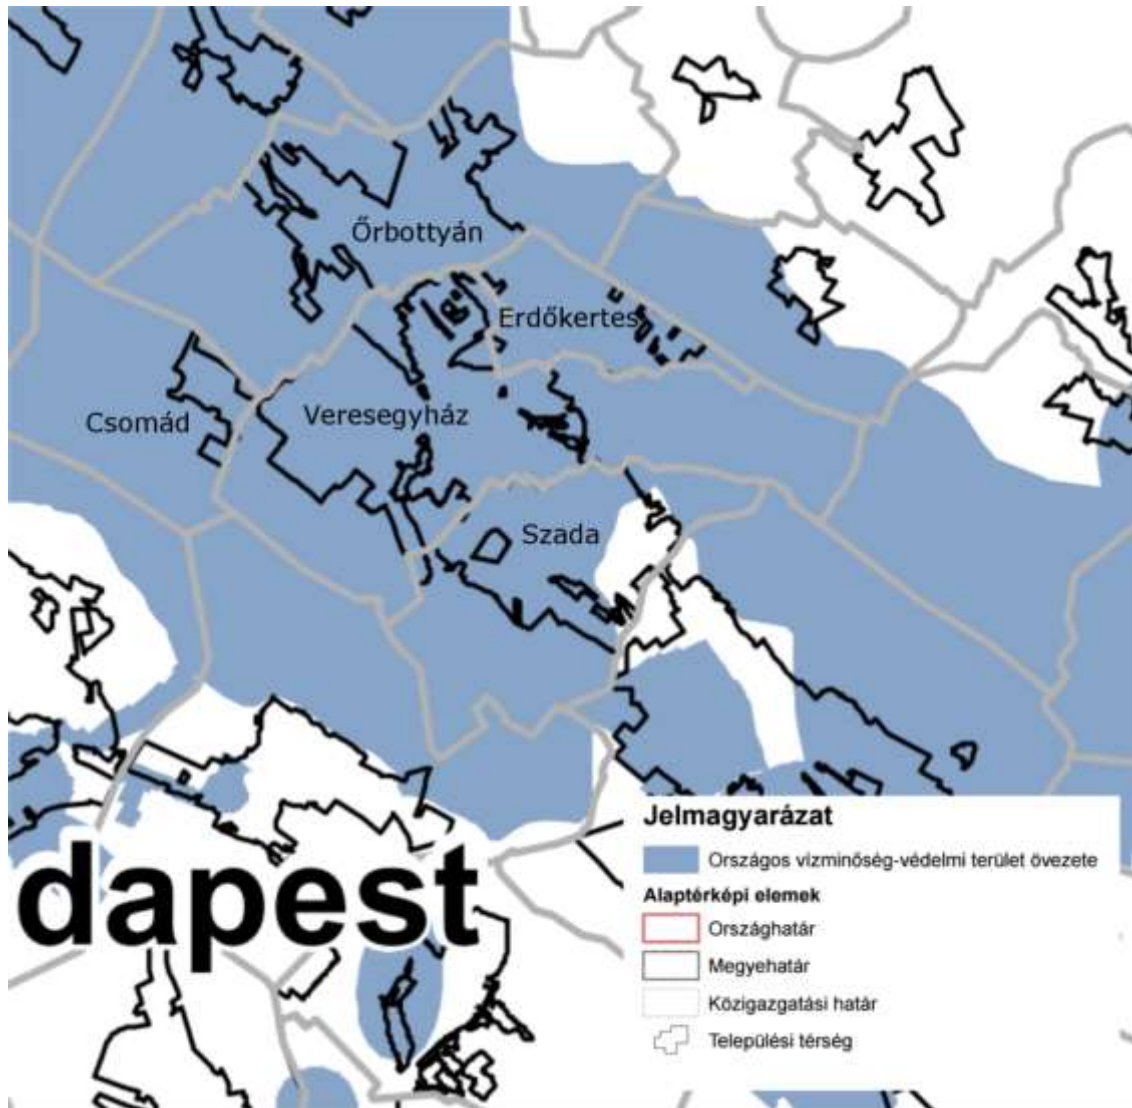 Őrbottyán
Erdőkertes
Veresegyház
Csomád
Szada
dapest
Jelmagyarázat
Országos vízminőség-védelmi terület övezete
Alaptérképi elemek
Országhatár
Megyehatár
Közigazgatási határ
Települési térség